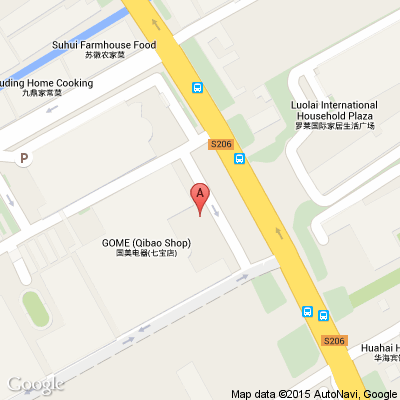 Suhui Farmhouse Food
苏徽农家菜
uding Home Cooking
九鼎家常菜
Luolai International
Household Plaza
罗莱国际家居生活广场
P
S206
A
GOME (Qibao Shop)
国美电器(七宝店)
S206
Huahai H
华海宾
Google
Map data ©2015 AutoNavi, Google